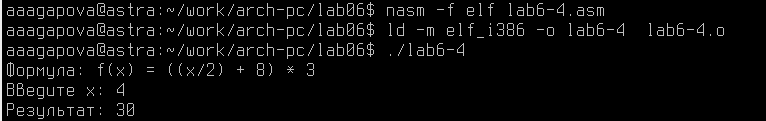 aaagapova@astra:~/work/arch-pc/lab06$ nasm -f elf lab6-4.asm
aaagapova@astra:~/work/arch-pc/lab06$ ld -m elf_i386 -o lab6-4  lab6-4.o
aaagapova@astra:~/work/arch-pc/lab06$ ./lab6-4
Формула: f(x) = ((x/2) + 8) * 3
Введите x: 4
Результат: 30